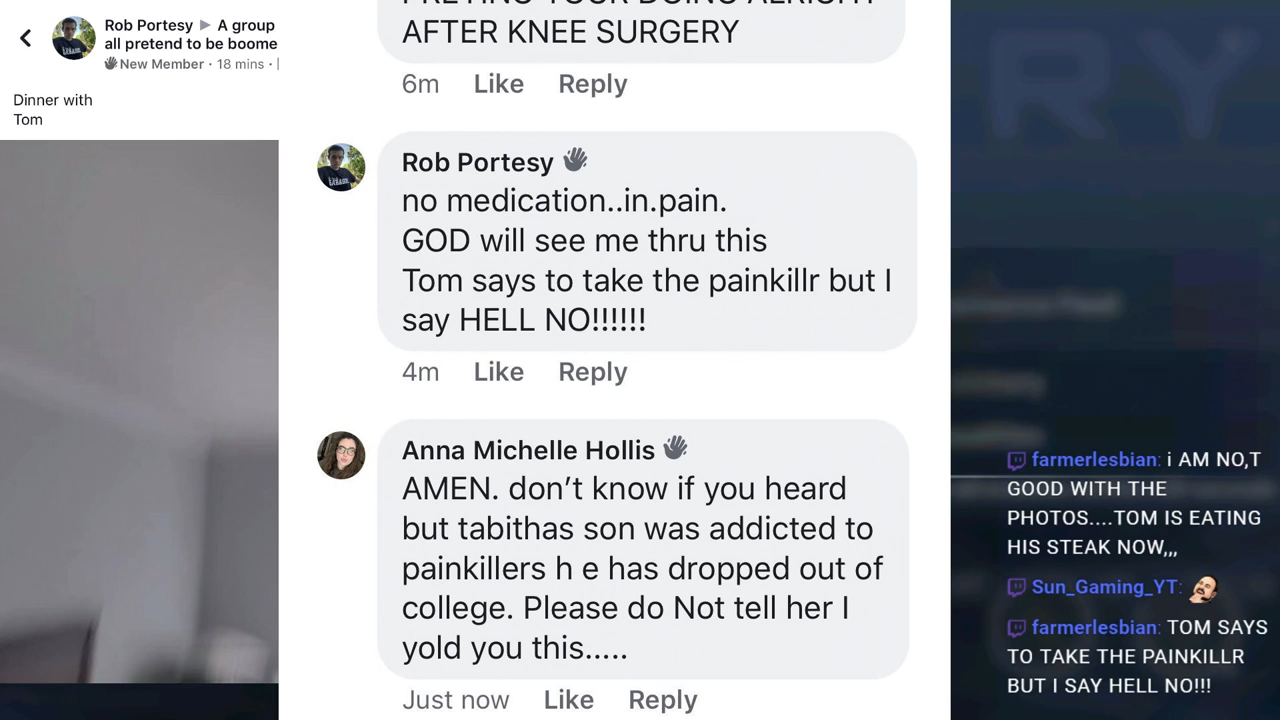 Rob Portesy ▶ A group
all pretend to be boome
New Member · 18 mins ·
Dinner with
Tom
PRETING YOUR DOING ALRIGHT
AFTER KNEE SURGERY
6m Like Reply
Rob Portesy
no medication..in.pain.
GOD will see me thru this
Tom says to take the painkillr but I
say HELL NO!!!!!!
4m Like Reply
Anna Michelle Hollis
AMEN. don’t know if you heard
but tabithas son was addicted to
painkillers h e has dropped out of
college. Please do Not tell her I
yold you this.....
Just now Like Reply
RY
farmerlesbian: i AM NO,T
GOOD WITH THE
PHOTOS....TOM IS EATING
HIS STEAK NOW,,,
Sun_Gaming_YT:
farmerlesbian: TOM SAYS
TO TAKE THE PAINKILLR
BUT I SAY HELL NO!!!